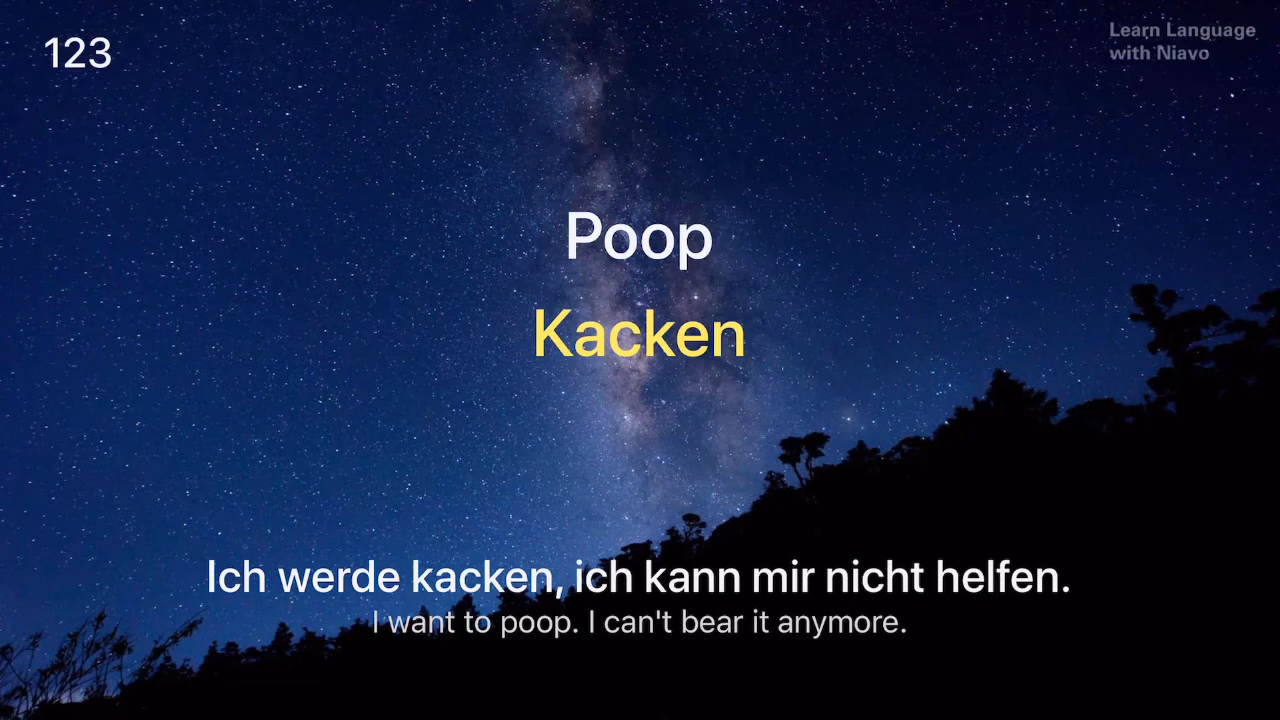 123
Learn Language
with Niavo
Poop
Kacken
Ich werde kacken, ich kann mir nicht helfen.
I want to poop. I can't bear it anymore.